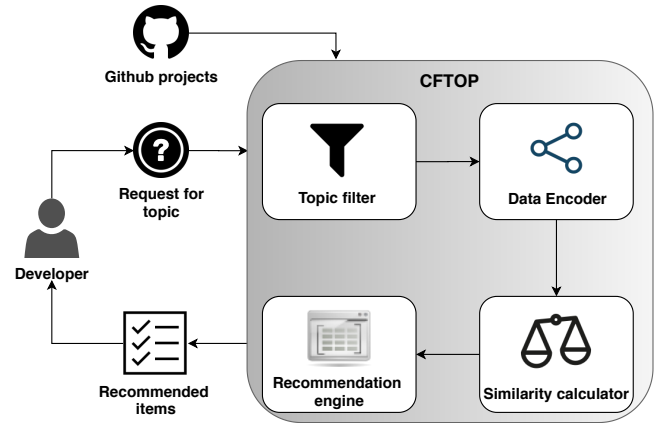 Github projects
CFTOP
?
Request for
topic
Topic filter
Data Encoder
Developer
Recommended
items
Recommendation
engine
Similarity calculator